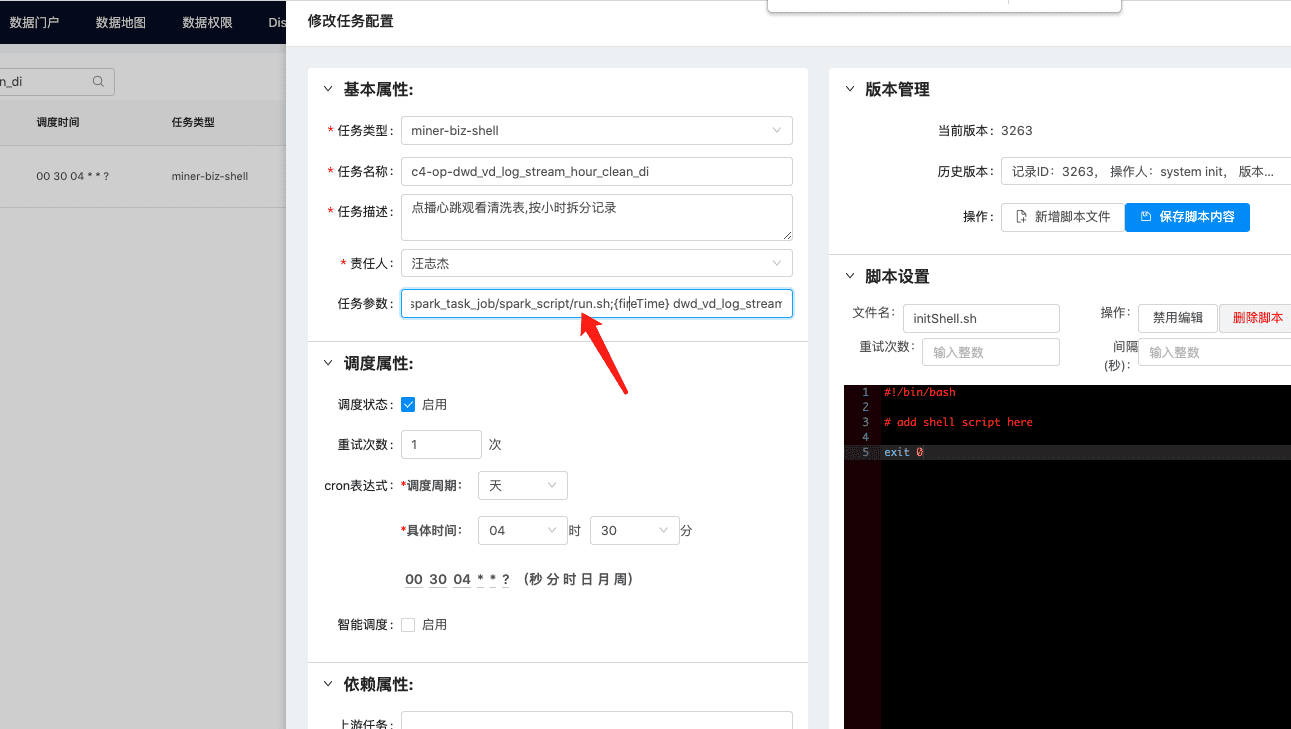 数据门户 数据地图 数据权限 Dis
修改任务配置
n_di
调度时间 任务类型
00 30 04 * * ? miner-biz-shell
基本属性:
* 任务类型: miner-biz-shell
* 任务名称: c4-op-dwd_vd_log_stream_hour_clean_di
* 任务描述: 点播心跳观看清洗表,按小时拆分记录
* 责任人: 汪志杰
任务参数: spark_task_job/spark_script/run.sh;{fireTime} dwd_vd_log_stream
调度属性:
调度状态: 启用
重试次数: 1 次
cron表达式: *调度周期: 天
*具体时间: 04 时 30 分
00 30 04 * * ? (秒 分 时 日 月 周)
智能调度: 启用
依赖属性:
上游任务:
版本管理
当前版本: 3263
历史版本: 记录ID: 3263, 操作人: system init, 版本...
操作: 新增脚本文件 保存脚本内容
脚本设置
文件名: initShell.sh 操作: 禁用编辑 删除脚本
重试次数: 输入整数 间隔(秒): 输入整数
1 #!/bin/bash
2
3 # add shell script here
4
5 exit 0